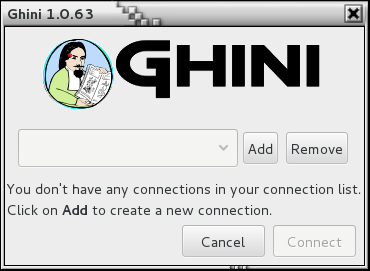 Ghini 1.0.63
GHINI
Add
Remove
You don't have any connections in your connection list.
Click on Add to create a new connection.
Cancel
Connect